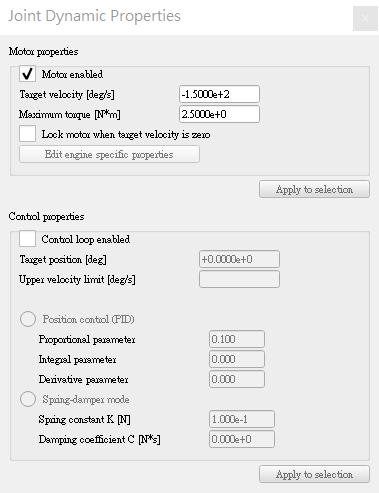 Joint Dynamic Properties
Motor properties
Motor enabled
Target velocity [deg/s] -1.5000e+2
Maximum torque [N*m] 2.5000e+0
Lock motor when target velocity is zero
Edit engine specific properties
Apply to selection
Control properties
Control loop enabled
Target position [deg] +0.0000e+0
Upper velocity limit [deg/s]
Position control (PID)
Proportional parameter 0.100
Integral parameter 0.000
Derivative parameter 0.000
Spring-damper mode
Spring constant K [N] 1.000e-1
Damping coefficient C [N*s] 0.000e+0
Apply to selection